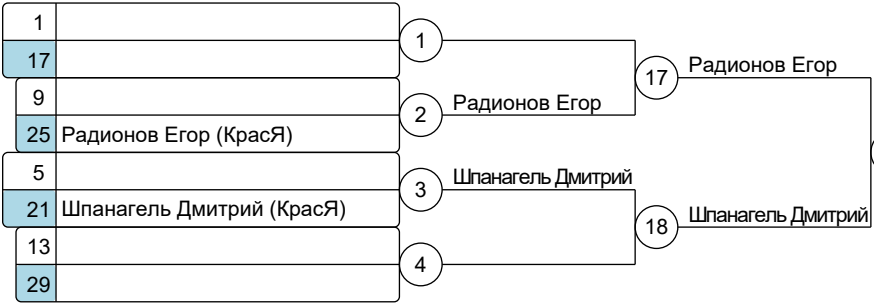 1
17
1
9
25 Радионов Егор (КрасЯ)
2
Радионов Егор
17
Радионов Егор
5
21 Шпанагель Дмитрий (КрасЯ)
3
Шпанагель Дмитрий
13
29
4
18
Шпанагель Дмитрий